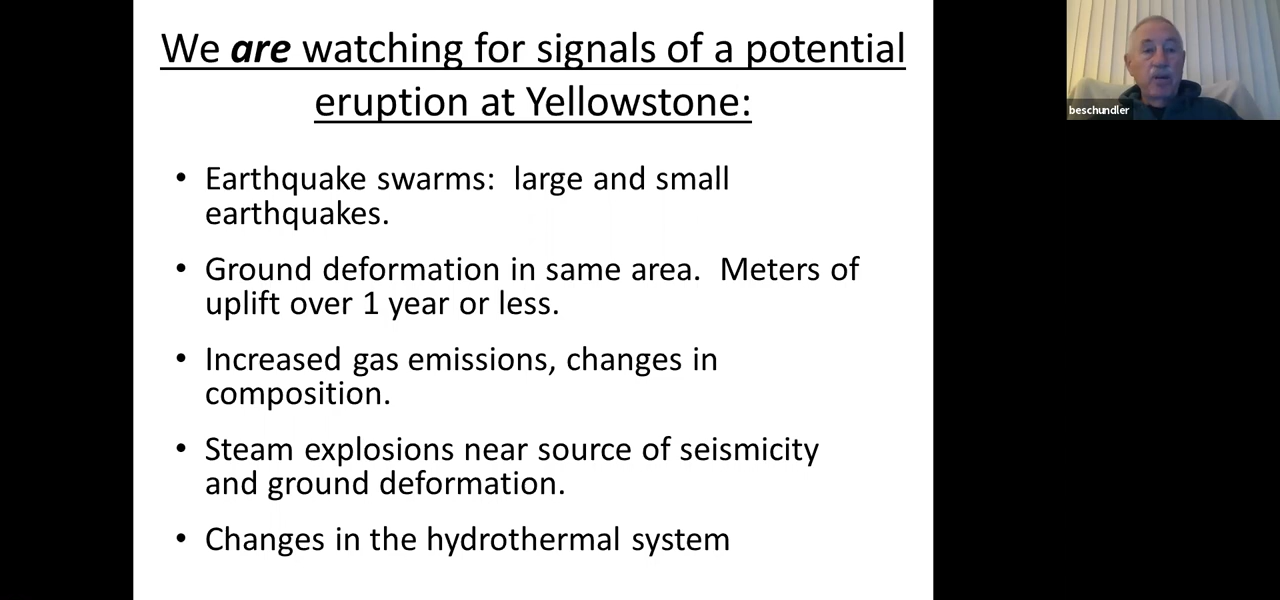 We are watching for signals of a potential
eruption at Yellowstone:
• Earthquake swarms:  large and small
earthquakes.
• Ground deformation in same area.  Meters of
uplift over 1 year or less.
• Increased gas emissions, changes in
composition.
• Steam explosions near source of seismicity
and ground deformation.
• Changes in the hydrothermal system
beschundler